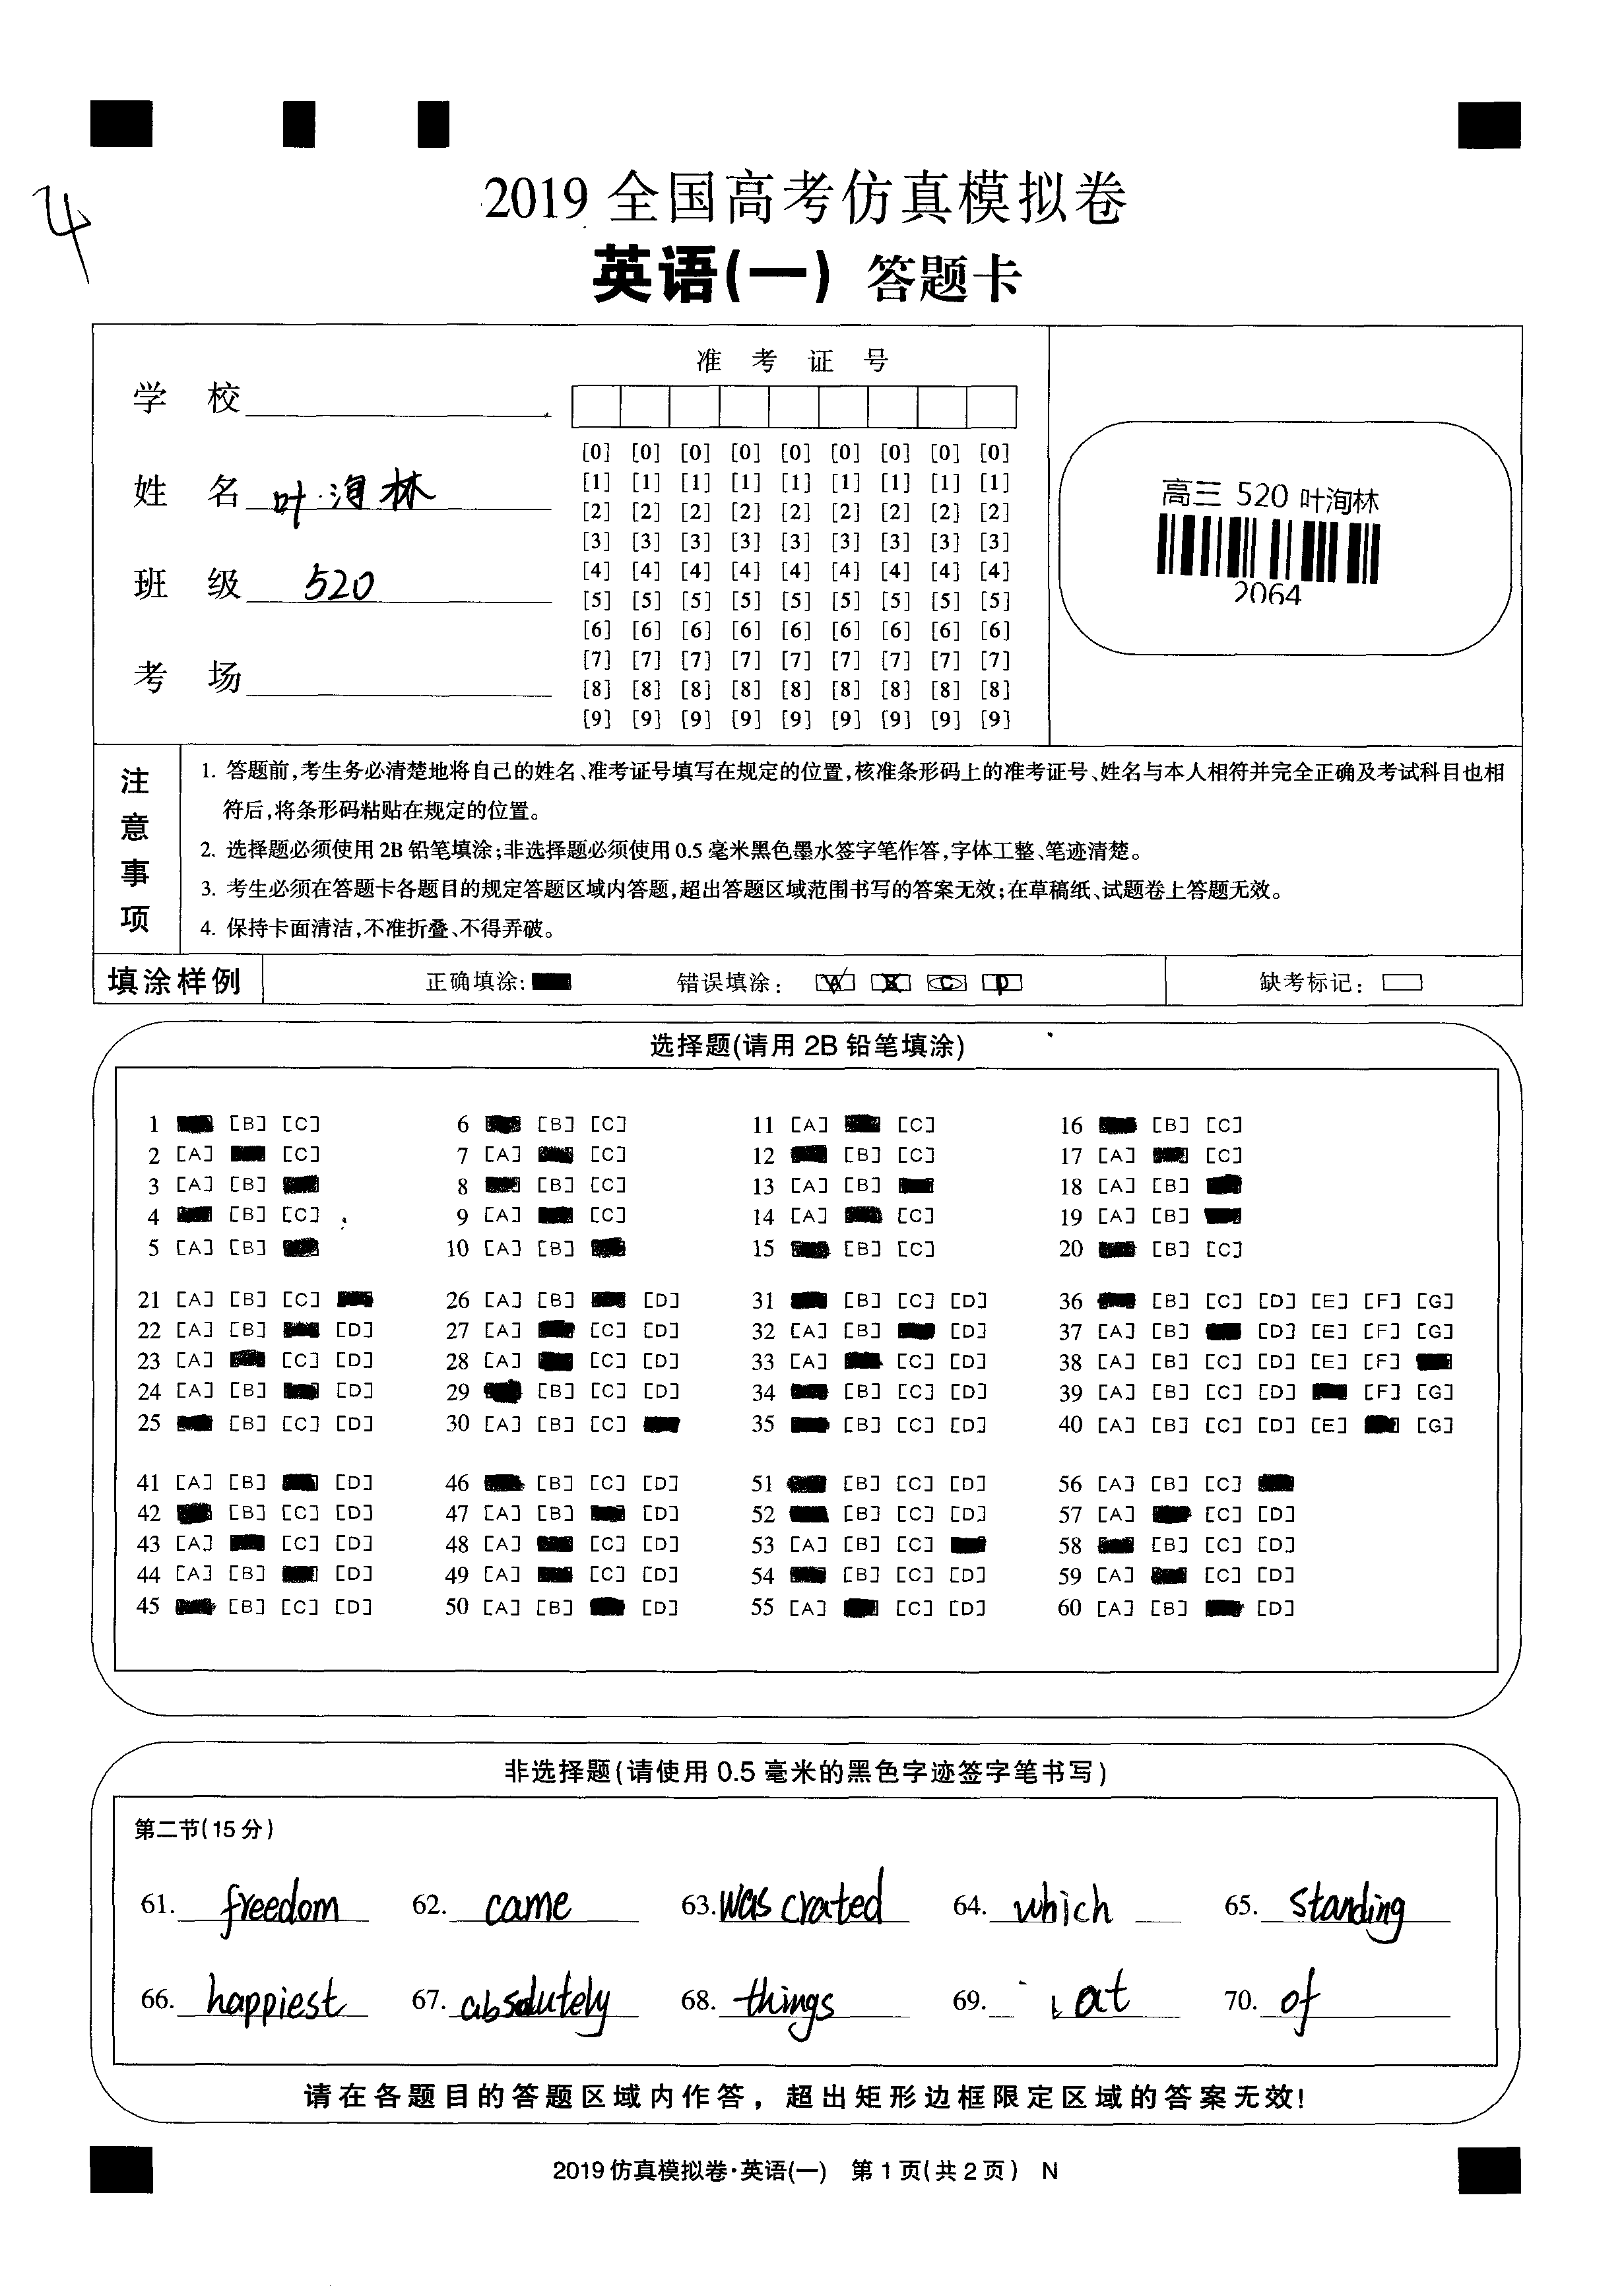 4
2019 全国高考仿真模拟卷
英语(一) 答题卡
准 考 证 号
学 校
姓 名 叶洵林
班 级 520
考 场
[0] [0] [0] [0] [0] [0] [0] [0] [0]
[1] [1] [1] [1] [1] [1] [1] [1] [1]
[2] [2] [2] [2] [2] [2] [2] [2] [2]
[3] [3] [3] [3] [3] [3] [3] [3] [3]
[4] [4] [4] [4] [4] [4] [4] [4] [4]
[5] [5] [5] [5] [5] [5] [5] [5] [5]
[6] [6] [6] [6] [6] [6] [6] [6] [6]
[7] [7] [7] [7] [7] [7] [7] [7] [7]
[8] [8] [8] [8] [8] [8] [8] [8] [8]
[9] [9] [9] [9] [9] [9] [9] [9] [9]
高三 520 叶洵林
2064
注意事项
1. 答题前,考生务必清楚地将自己的姓名、准考证号填写在规定的位置,核准条形码上的准考证号、姓名与本人相符并完全正确及考试科目也相
符后,将条形码粘贴在规定的位置。
2. 选择题必须使用2B铅笔填涂;非选择题必须使用0.5毫米黑色墨水签字笔作答,字体工整、笔迹清楚。
3. 考生必须在答题卡各题目的规定答题区域内答题,超出答题区域范围书写的答案无效;在草稿纸、试题卷上答题无效。
4. 保持卡面清洁,不准折叠、不得弄破。
填涂样例 正确填涂: 错误填涂: A B C D 缺考标记:
选择题(请用 2B 铅笔填涂)
1 [B] [C] 6 [B] [C] 11 [A] [C] 16 [B] [C]
2 [A] [C] 7 [A] [C] 12 [B] [C] 17 [A] [C]
3 [A] [B] 8 [B] [C] 13 [A] [B] 18 [A] [B]
4 [B] [C] 9 [A] [C] 14 [A] [C] 19 [A] [B]
5 [A] [B] 10 [A] [B] 15 [B] [C] 20 [B] [C]
21 [A] [B] [C] 26 [A] [B] [D] 31 [B] [C] [D] 36 [B] [C] [D] [E] [F] [G]
22 [A] [B] [D] 27 [A] [C] [D] 32 [A] [B] [D] 37 [A] [B] [D] [E] [F] [G]
23 [A] [C] [D] 28 [A] [C] [D] 33 [A] [C] [D] 38 [A] [B] [C] [D] [E] [F]
24 [A] [B] [D] 29 [B] [C] [D] 34 [B] [C] [D] 39 [A] [B] [C] [D] [F] [G]
25 [B] [C] [D] 30 [A] [B] [C] 35 [B] [C] [D] 40 [A] [B] [C] [D] [E] [G]
41 [A] [B] [D] 46 [B] [C] [D] 51 [B] [C] [D] 56 [A] [B] [C]
42 [B] [C] [D] 47 [A] [B] [D] 52 [B] [C] [D] 57 [A] [C] [D]
43 [A] [C] [D] 48 [A] [C] [D] 53 [A] [B] [C] 58 [B] [C] [D]
44 [A] [B] [D] 49 [A] [C] [D] 54 [B] [C] [D] 59 [A] [C] [D]
45 [B] [C] [D] 50 [A] [B] [D] 55 [A] [C] [D] 60 [A] [B] [D]
非选择题(请使用 0.5 毫米的黑色字迹签字笔书写)
第二节(15 分)
61. freedom 62. came 63. was crated 64. which 65. standing
66. happiest 67. absolutely 68. things 69. at 70. of
请在各题目的答题区域内作答,超出矩形边框限定区域的答案无效!
2019 仿真模拟卷·英语(一) 第 1 页(共 2 页) N